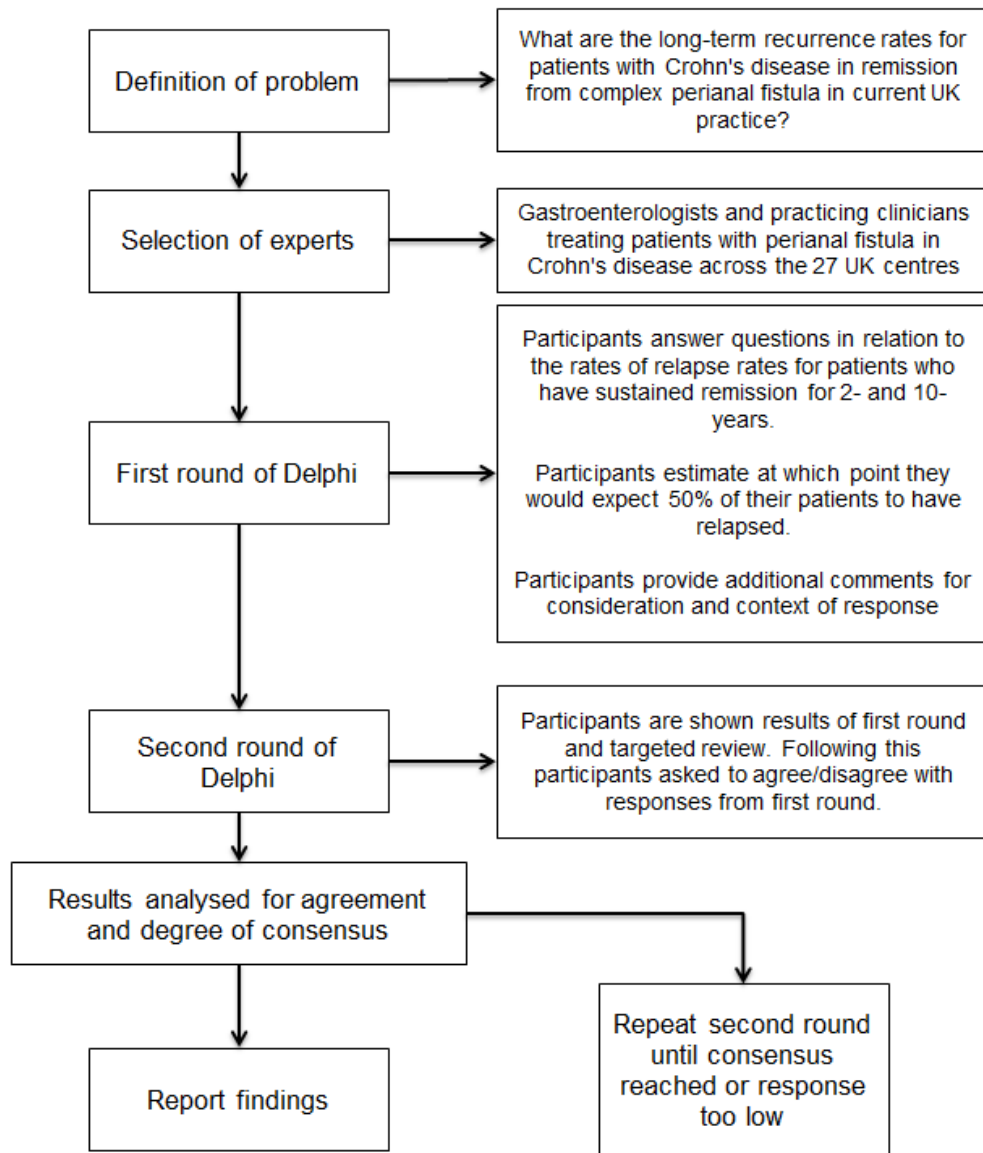 Definition of problem
What are the long-term recurrence rates for
patients with Crohn's disease in remission
from complex perianal fistula in current UK
practice?
Selection of experts
Gastroenterologists and practicing clinicians
treating patients with perianal fistula in
Crohn's disease across the 27 UK centres
First round of Delphi
Participants answer questions in relation to
the rates of relapse rates for patients who
have sustained remission for 2- and 10-
years.
Participants estimate at which point they
would expect 50% of their patients to have
relapsed.
Participants provide additional comments for
consideration and context of response
Second round of
Delphi
Participants are shown results of first round
and targeted review. Following this
participants asked to agree/disagree with
responses from first round.
Results analysed for agreement
and degree of consensus
Repeat second round
until consensus
reached or response
too low
Report findings